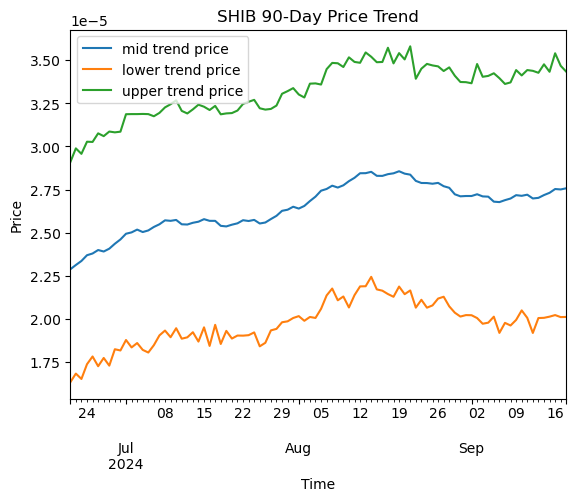 SHIB 90-Day Price Trend
1e−5
mid trend price
lower trend price
upper trend price
3.50
3.25
3.00
2.75
2.50
2.25
2.00
1.75
Price
24 08 15 22 29 05 12 19 26 02 09 16
Jul Aug Sep
2024
Time